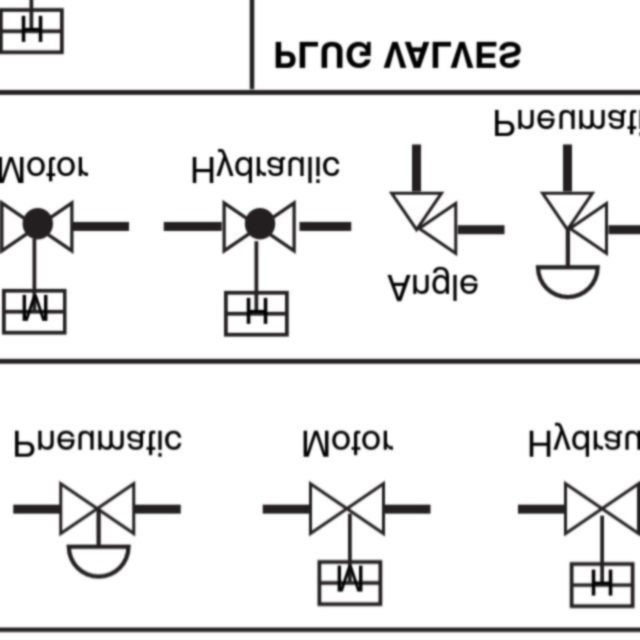 H
PLUG VALVES
Pneumati
Motor
Hydraulic
Angle
M
H
Pneumatic
Motor
Hydrau
M
H